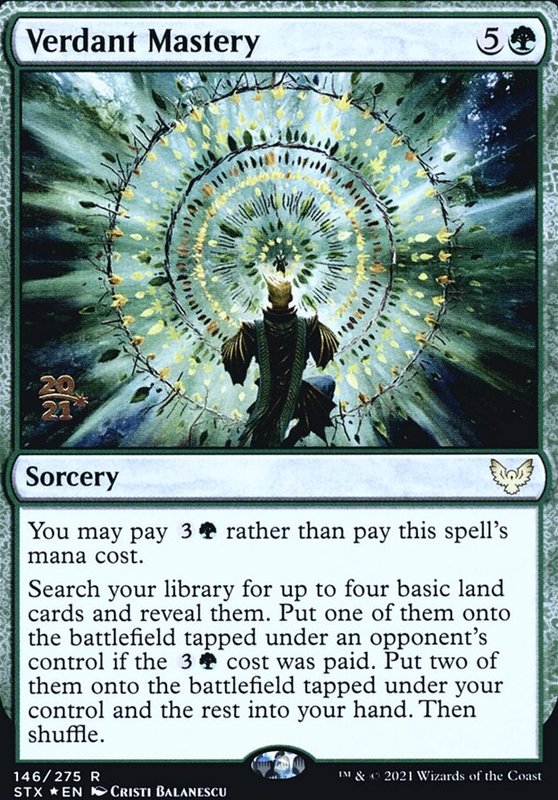 Verdant Mastery 5
20
21
Sorcery
You may pay 3 rather than pay this spell's
mana cost.
Search your library for up to four basic land
cards and reveal them. Put one of them onto
the battlefield tapped under an opponent's
control if the 3 cost was paid. Put two of
them onto the battlefield tapped under your
control and the rest into your hand. Then
shuffle.
146/275 R
STX ★ EN Cristi Balanescu
™ & © 2021 Wizards of the Coast